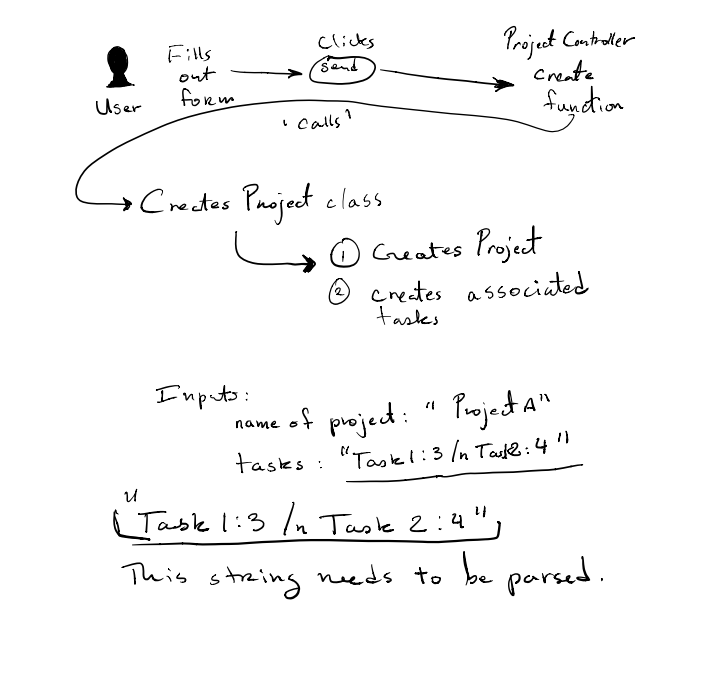 User
Fills
out
form
Clicks
send
Project Controller
create
function
' Calls '
Creates Project class
1 Creates Project
2 creates associated
tasks
Inputs:
name of project: "Project A"
tasks: "Task 1:3 /n Task2:4"
"Task 1:3 /n Task 2:4"
This string needs to be parsed.